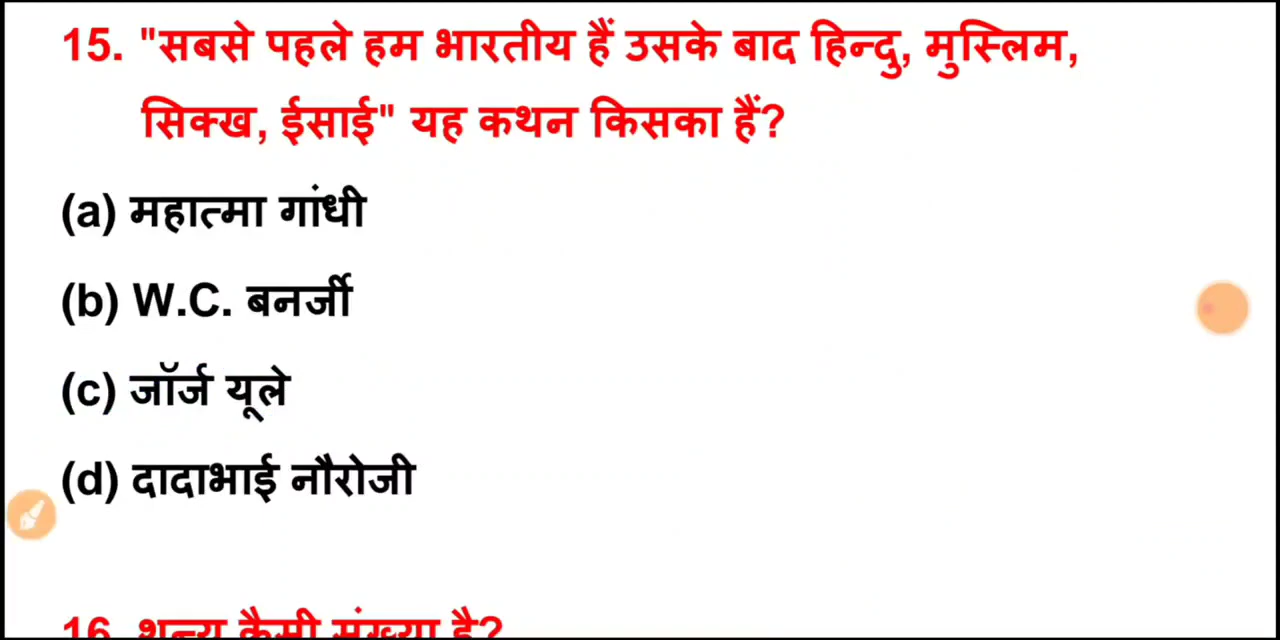 15. "सबसे पहले हम भारतीय हैं उसके बाद हिन्दु, मुस्लिम,
सिक्ख, ईसाई" यह कथन किसका हैं?
(a) महात्मा गांधी
(b) W.C. बनर्जी
(c) जॉर्ज यूले
(d) दादाभाई नौरोजी
16. शून्य कैसी संख्या है?